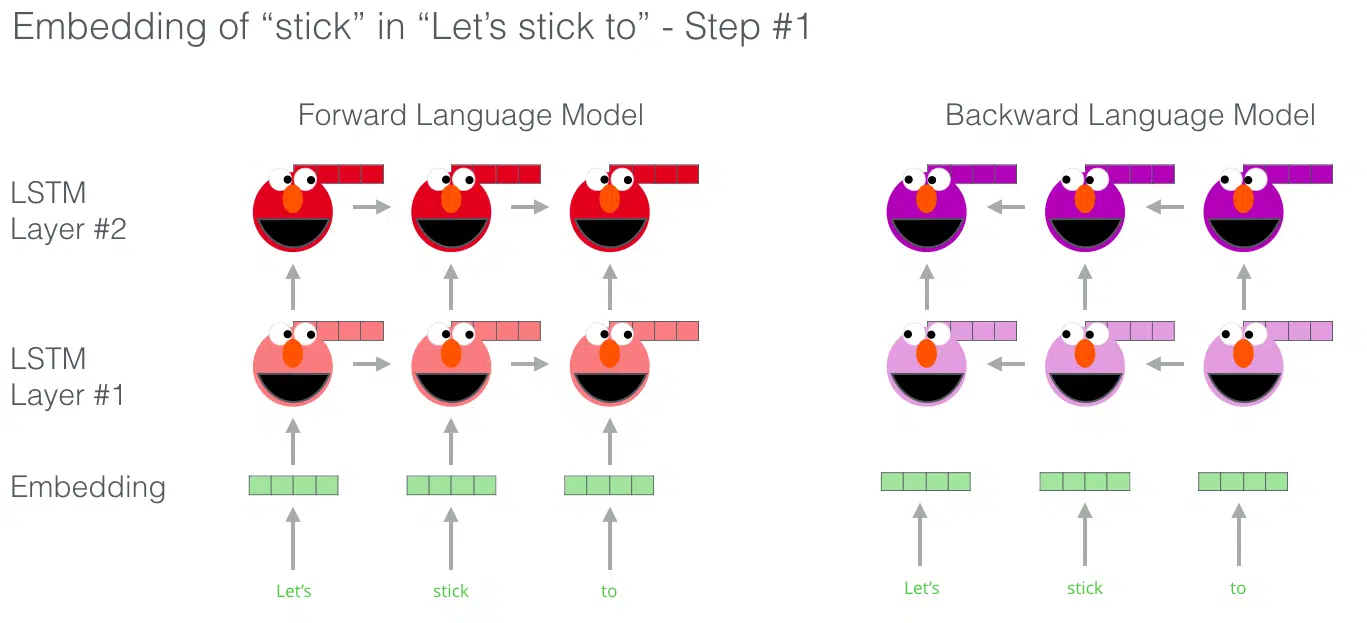 Embedding of “stick” in “Let’s stick to” - Step #1
Forward Language Model
Backward Language Model
LSTM
Layer #2
LSTM
Layer #1
Embedding
Let’s
stick
to
Let’s
stick
to